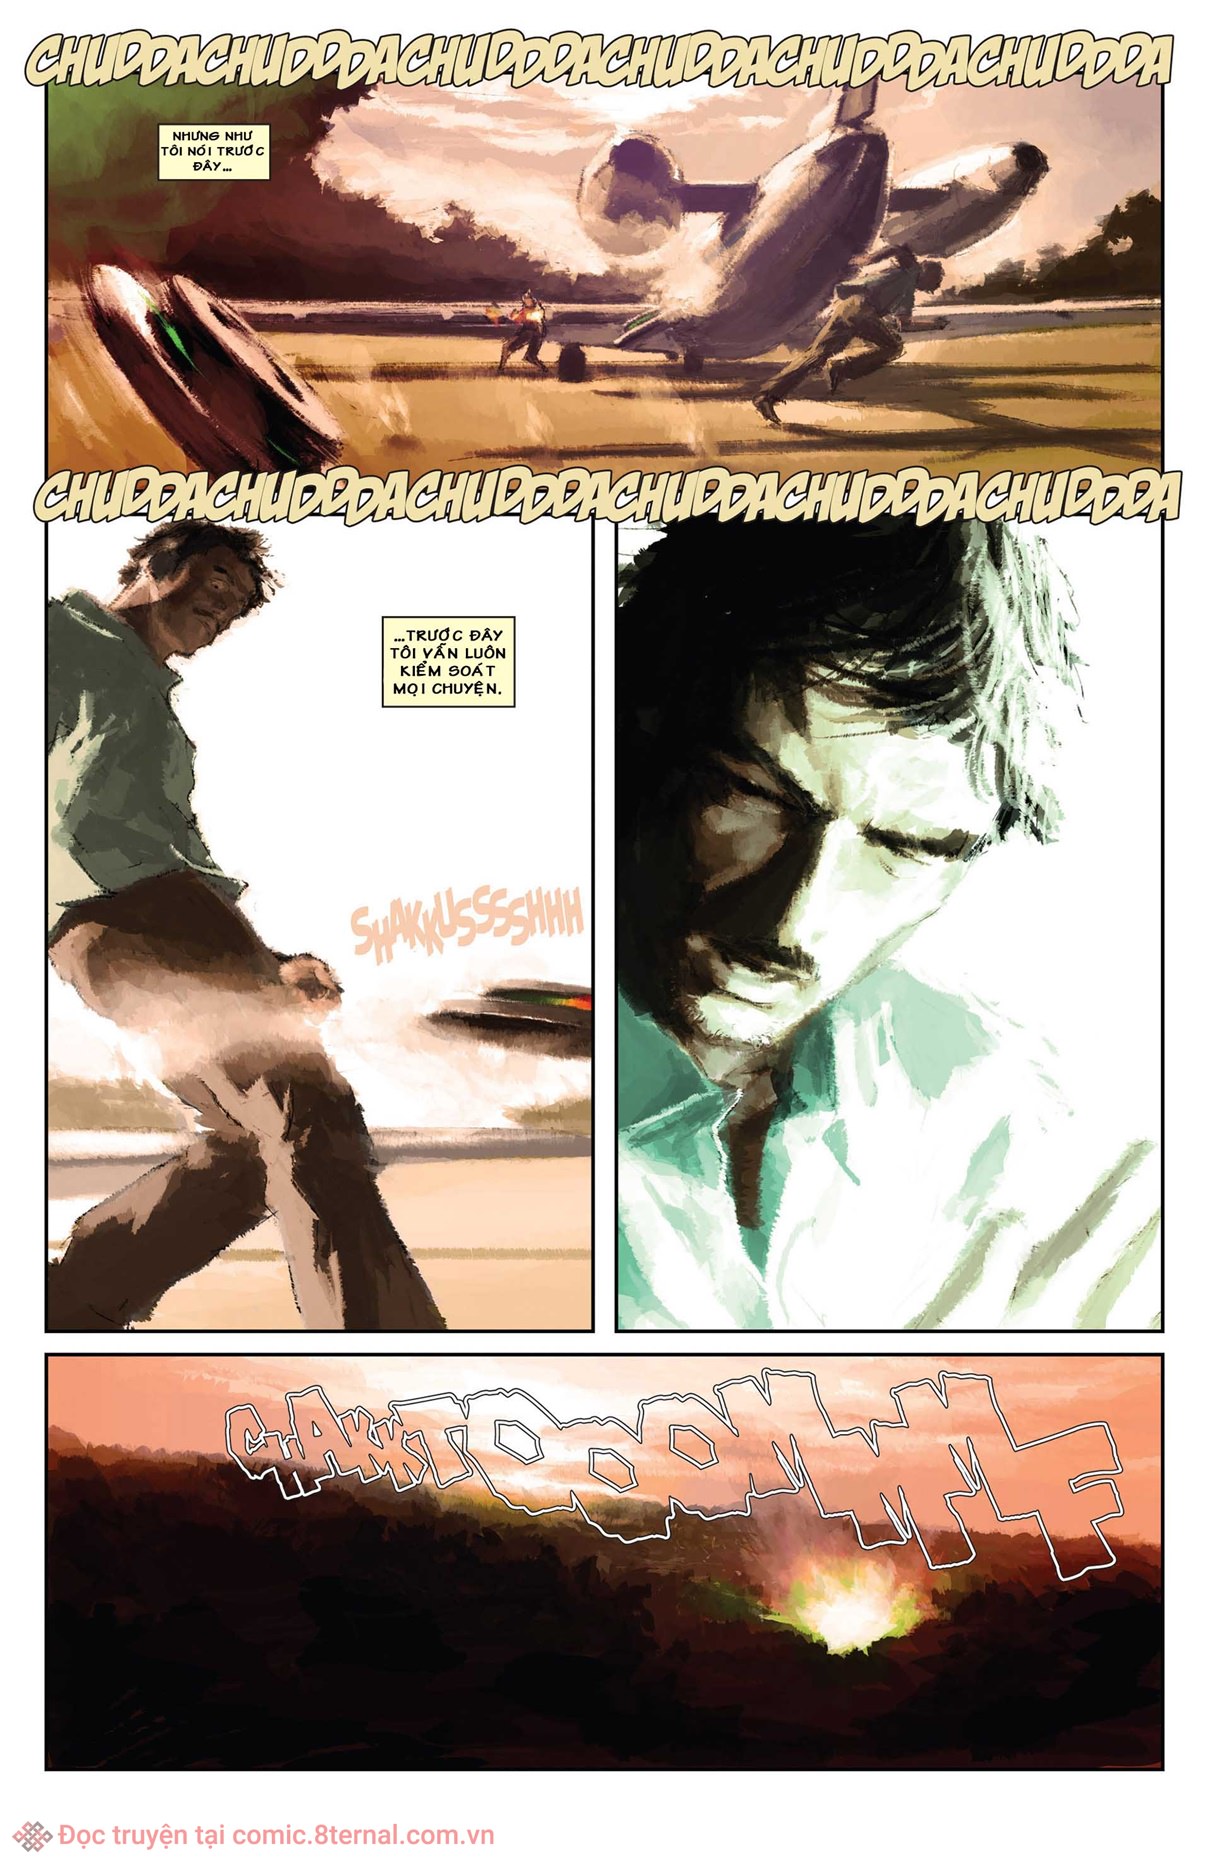 CHUDDACHUDDDACHUDDDACHUDDACHUDDDACHUDDDA
NHƯNG NHƯ
TÔI NÓI TRƯỚC
ĐÂY...
CHUDDACHUDDDACHUDDDACHUDDACHUDDDACHUDDDA
...TRƯỚC ĐÂY
TÔI VẪN LUÔN
KIỂM SOÁT
MỌI CHUYỆN.
SHAKKUSSSSHHH
CHAKKTOOOMMF
Đọc truyện tại comic.8ternal.com.vn